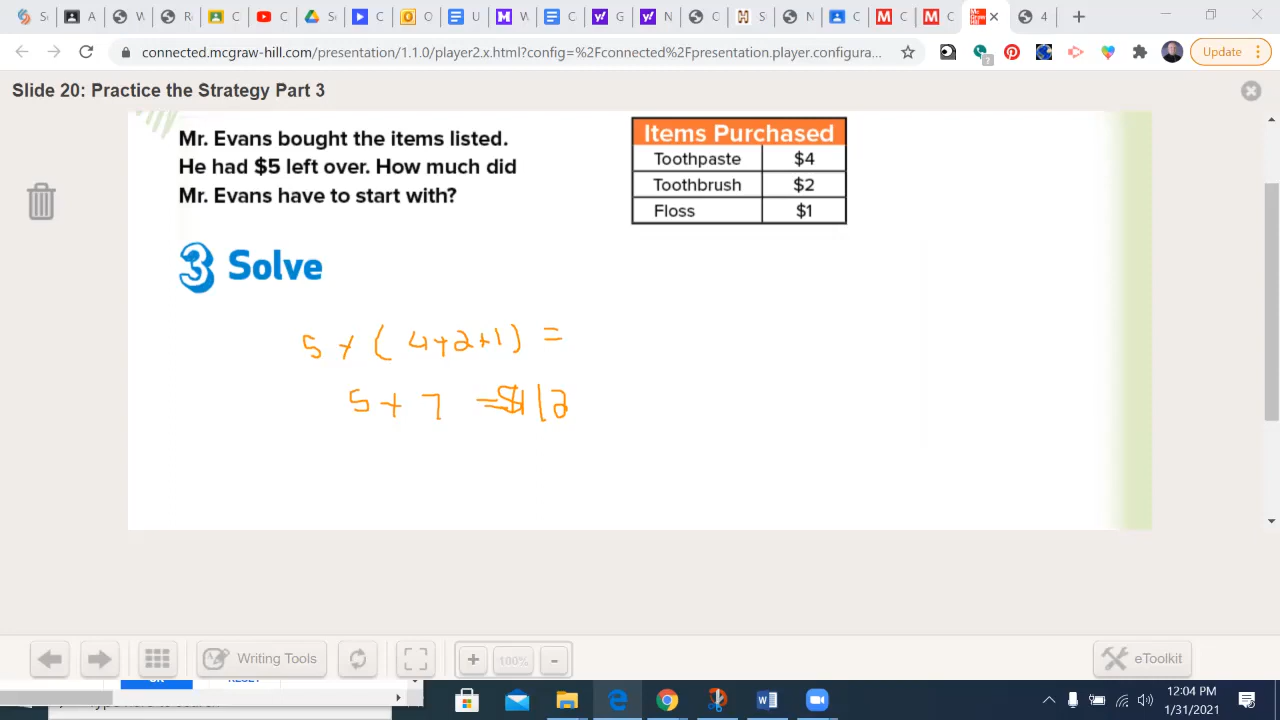 S
A
W
R
C
C
S
C
O
U
W
C
G
N
C
S
N
C
C
C
4
connected.mcgraw-hill.com/presentation/1.1.0/player2.x.html?config=%2Fconnected%2Fpresentation.player.configura...
Update
Slide 20: Practice the Strategy Part 3
Mr. Evans bought the items listed.
He had $5 left over. How much did
Mr. Evans have to start with?
Items Purchased
Toothpaste $4
Toothbrush $2
Floss $1
3 Solve
5 + ( 4+2+1) =
5 + 7 = $12
Writing Tools
100%
eToolkit
12:04 PM
1/31/2021